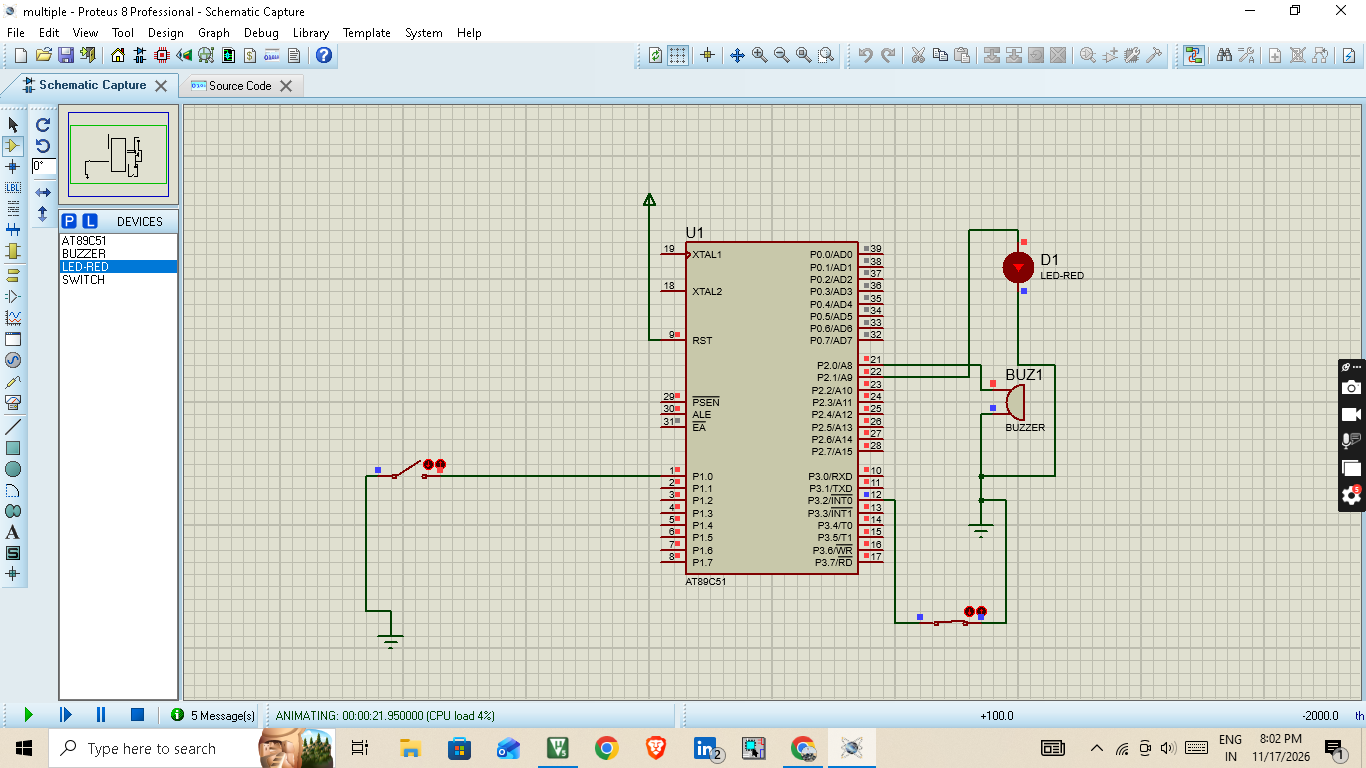 multiple - Proteus 8 Professional - Schematic Capture
File Edit View Tool Design Graph Debug Library Template System Help
Schematic Capture
Source Code
0°
P L DEVICES
AT89C51
BUZZER
LED-RED
SWITCH
U1
19 XTAL1
18 XTAL2
9 RST
29 PSEN
30 ALE
31 EA
1 P1.0
2 P1.1
3 P1.2
4 P1.3
5 P1.4
6 P1.5
7 P1.6
8 P1.7
P0.0/AD0 39
P0.1/AD1 38
P0.2/AD2 37
P0.3/AD3 36
P0.4/AD4 35
P0.5/AD5 34
P0.6/AD6 33
P0.7/AD7 32
P2.0/A8 21
P2.1/A9 22
P2.2/A10 23
P2.3/A11 24
P2.4/A12 25
P2.5/A13 26
P2.6/A14 27
P2.7/A15 28
P3.0/RXD 10
P3.1/TXD 11
P3.2/INT0 12
P3.3/INT1 13
P3.4/T0 14
P3.5/T1 15
P3.6/WR 16
P3.7/RD 17
AT89C51
D1
LED-RED
BUZ1
BUZZER
5 Message(s)
ANIMATING: 00:00:21.950000 (CPU load 4%)
+100.0
-2000.0
th
Type here to search
2
ENG
IN
8:02 PM
11/17/2026
1